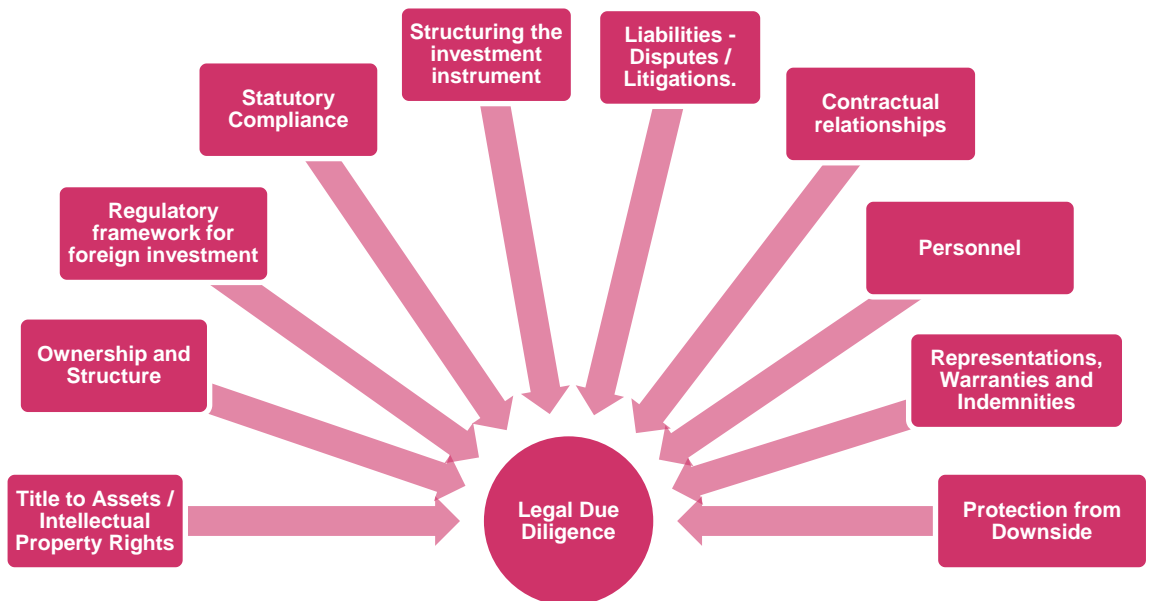 Structuring the
investment
instrument
Liabilities -
Disputes /
Litigations.
Statutory
Compliance
Contractual
relationships
Regulatory
framework for
foreign investment
Personnel
Ownership and
Structure
Representations,
Warranties and
Indemnities
Title to Assets /
Intellectual
Property Rights
Legal Due
Diligence
Protection from
Downside